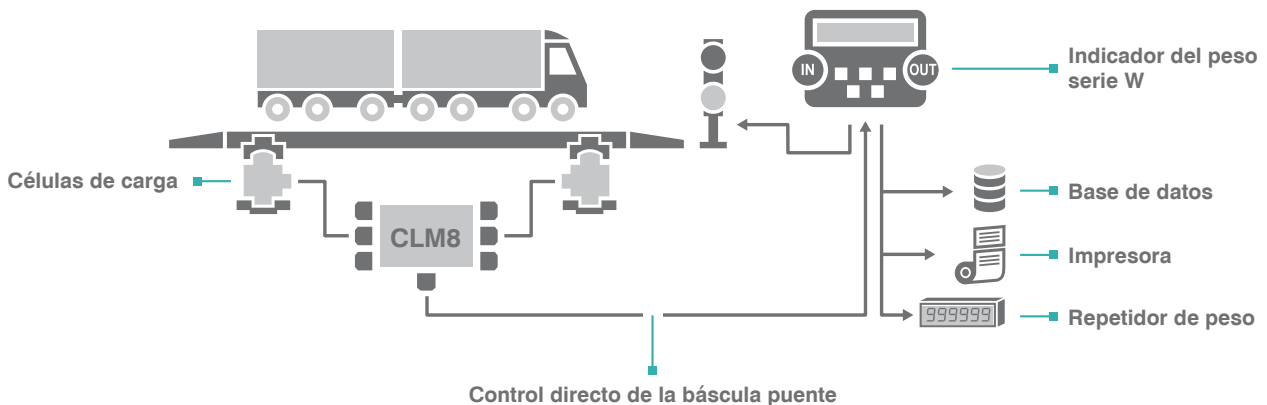 IN
OUT
Indicador del peso
serie W
Células de carga
CLM8
Base de datos
Impresora
999999
Repetidor de peso
Control directo de la báscula puente